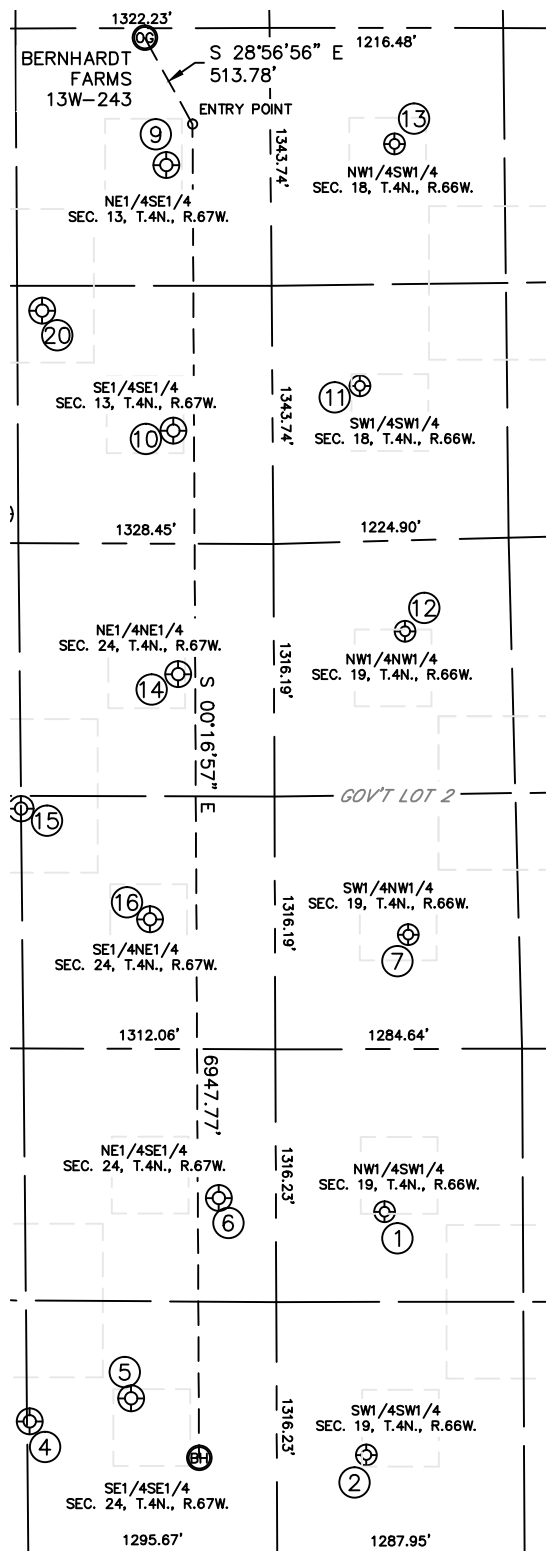 1322.23'
OG
BERNHARDT
FARMS
13W-243
S 28°56'56" E
513.78'
1216.48'
ENTRY POINT
9
13
1343.74'
NE1/4SE1/4
SEC. 13, T.4N., R.67W.
NW1/4SW1/4
SEC. 18, T.4N., R.66W.
20
SE1/4SE1/4
SEC. 13, T.4N., R.67W.
10
1343.74'
11
SW1/4SW1/4
SEC. 18, T.4N., R.66W.
1328.45'
1224.90'
12
NE1/4NE1/4
SEC. 24, T.4N., R.67W.
14
1316.19'
NW1/4NW1/4
SEC. 19, T.4N., R.66W.
S 00°16'57" E
GOV'T LOT 2
15
16
SE1/4NE1/4
SEC. 24, T.4N., R.67W.
1316.19'
SW1/4NW1/4
SEC. 19, T.4N., R.66W.
7
1312.06'
1284.64'
6947.77'
NE1/4SE1/4
SEC. 24, T.4N., R.67W.
6
1316.23'
NW1/4SW1/4
SEC. 19, T.4N., R.66W.
1
5
4
1316.23'
SW1/4SW1/4
SEC. 19, T.4N., R.66W.
2
BH
SE1/4SE1/4
SEC. 24, T.4N., R.67W.
1295.67'
1287.95'